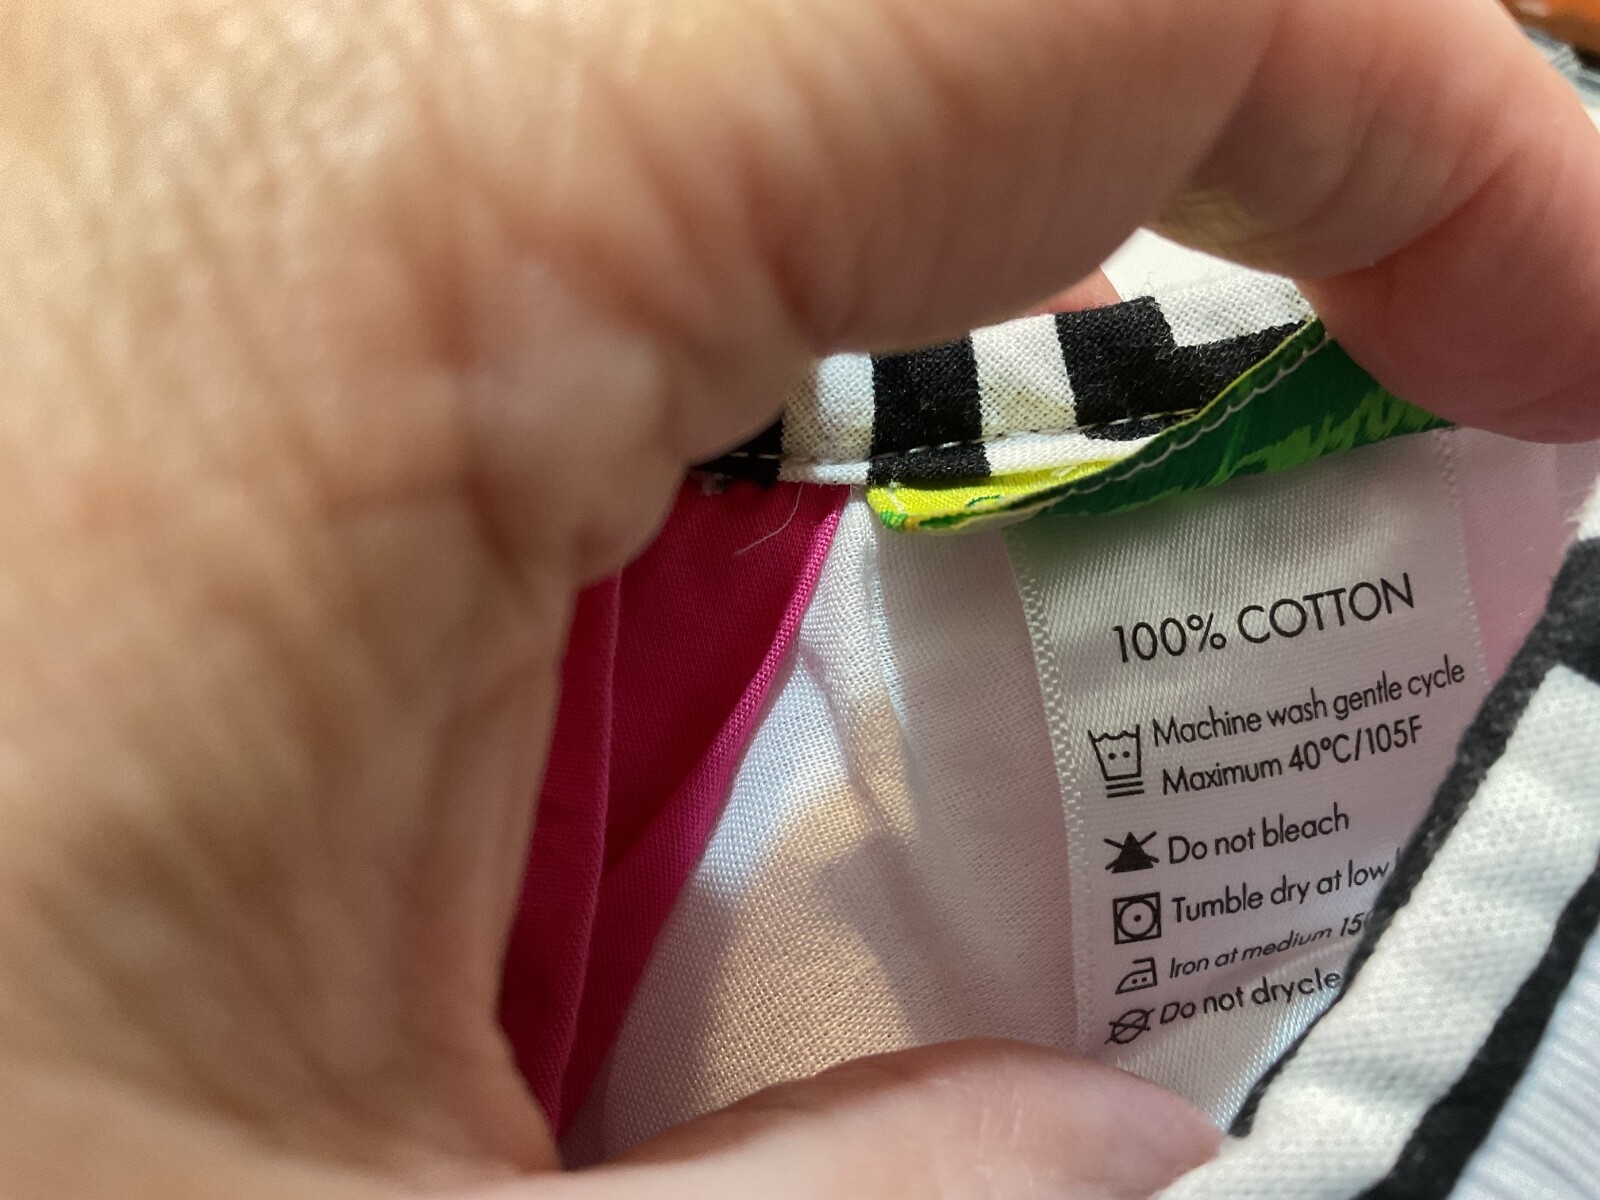 100% COTTON
Machine wash gentle cycle
Maximum 40°C/105F
Do not bleach
Tumble dry at low
Iron at medium 15
Do not drycle